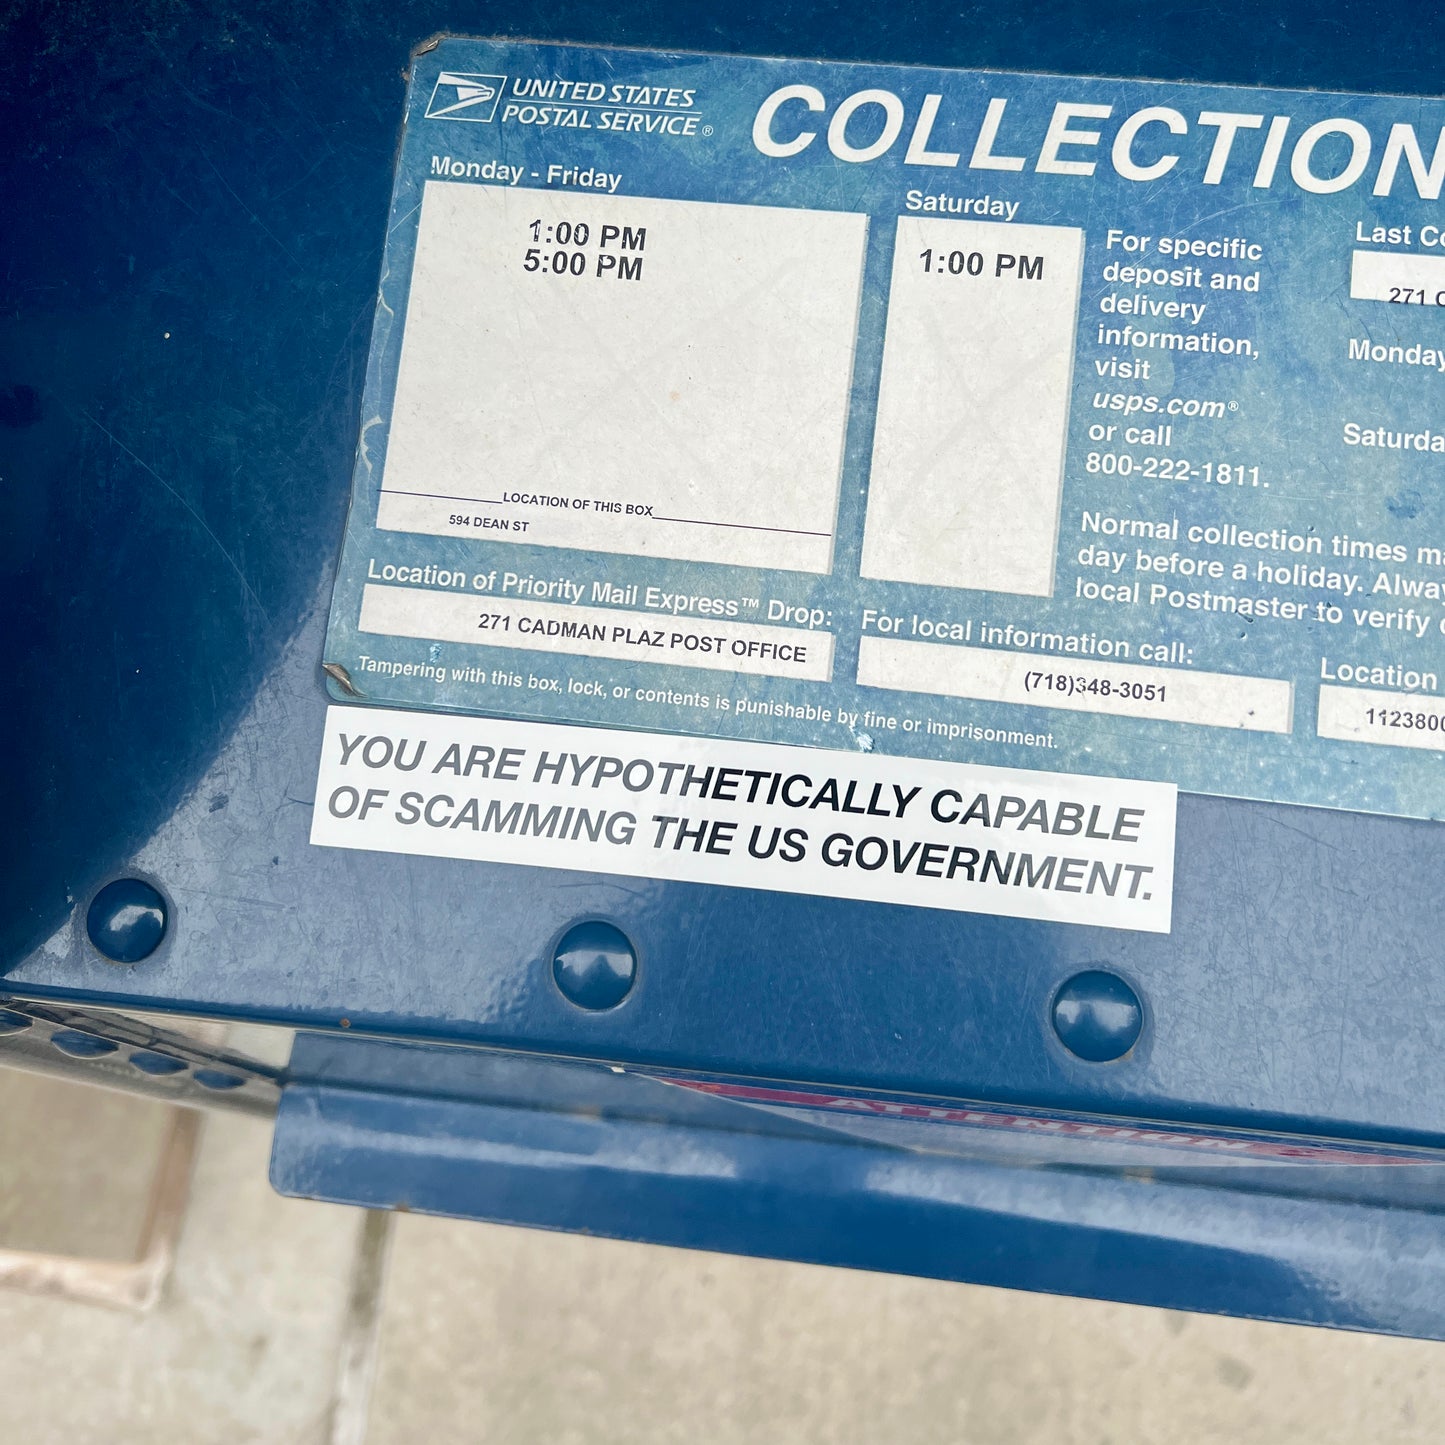 UNITED STATES
POSTAL SERVICE®
COLLECTION
Monday - Friday
1:00 PM
5:00 PM
LOCATION OF THIS BOX
594 DEAN ST
Saturday
1:00 PM
For specific
deposit and
delivery
information,
visit
usps.com®
or call
800-222-1811.
Last
271
Monday
Normal collection times
day before a holiday.
local Postmaster to verify
Location of Priority Mail Express™ Drop:
271 CADMAN PLAZ POST OFFICE
For local information call:
(718)348-3051
Location
Tampering with this box, lock, or contents is punishable by fine or imprisonment.
YOU ARE HYPOTHETICALLY CAPABLE
OF SCAMMING THE US GOVERNMENT.
ATTENTION